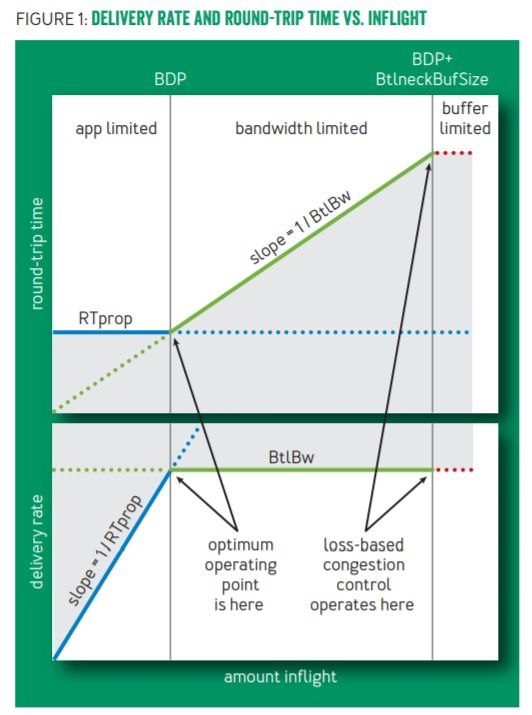 FIGURE 1: DELIVERY RATE AND ROUND-TRIP TIME VS. INFLIGHT
BDP
BDP+
BtlneckBufSize
app limited
bandwidth limited
buffer
limited
round-trip time
slope = 1 / BtlBw
RTprop
BtlBw
delivery rate
slope = 1/RTprop
optimum
operating
point
is here
loss-based
congestion
control
operates here
amount inflight